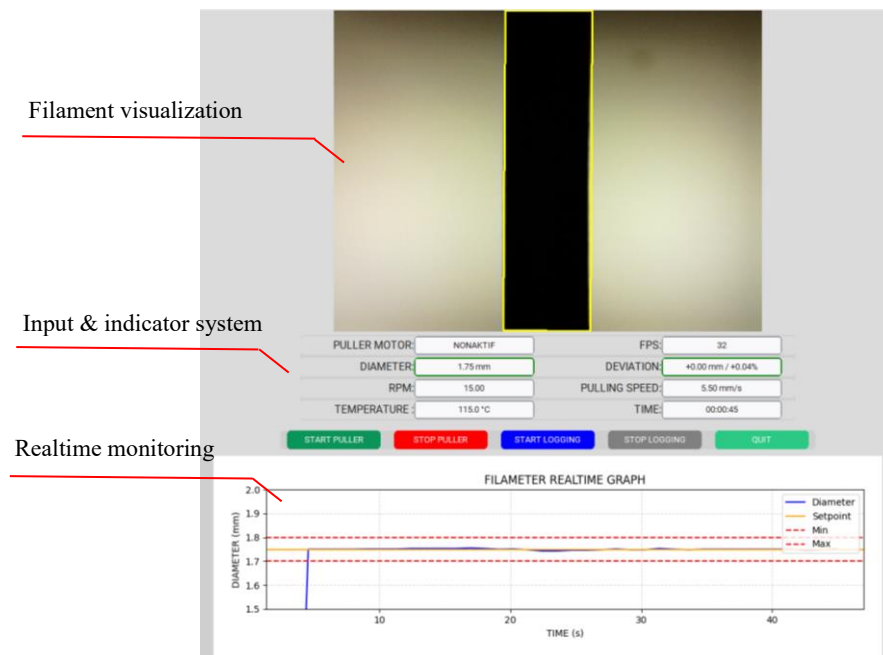 Filament visualization
Input & indicator system
PULLER MOTOR: NONAKTIF FPS: 32
DIAMETER: 1.75 mm DEVIATION: +0.00 mm / +0.04%
RPM: 15.00 PULLING SPEED: 5.50 mm/s
TEMPERATURE : 115.0 °C TIME: 00:00:45
START PULLER STOP PULLER START LOGGING STOP LOGGING QUIT
Realtime monitoring
FILAMETER REALTIME GRAPH
Diameter
Setpoint
Min
Max
DIAMETER (mm)
2.0
1.9
1.8
1.7
1.6
1.5
10 20 30 40
TIME (s)